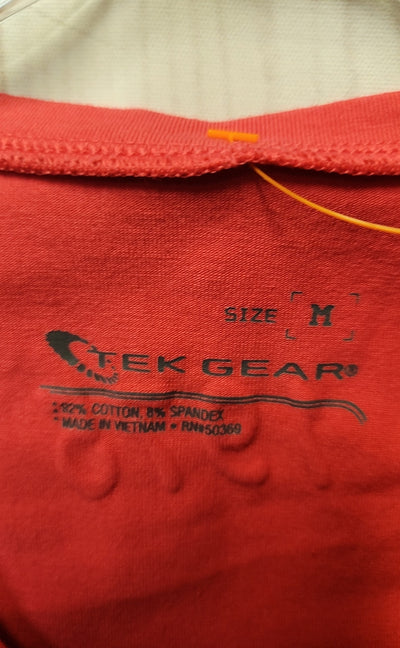 SIZE M
TEK GEAR®
92% COTTON, 8% SPANDEX
* MADE IN VIETNAM * RN#50369